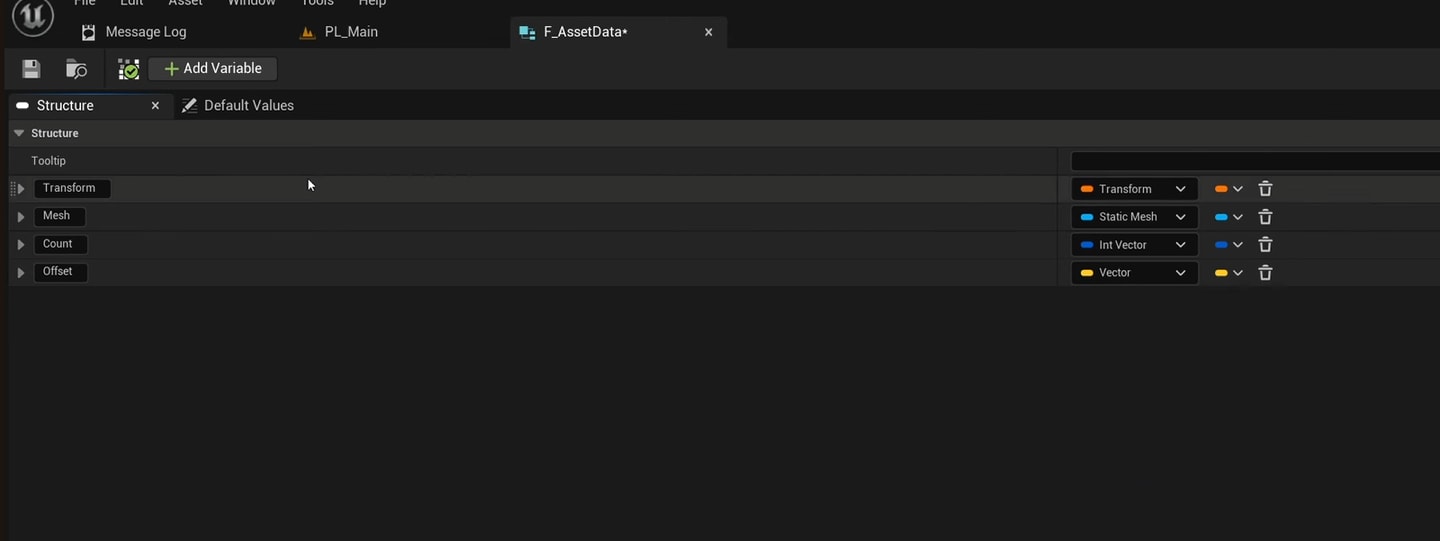 File Edit Asset Window Tools Help
Message Log PL_Main F_AssetData*
Add Variable
Structure Default Values
Structure
Tooltip
Transform Transform
Mesh Static Mesh
Count Int Vector
Offset Vector